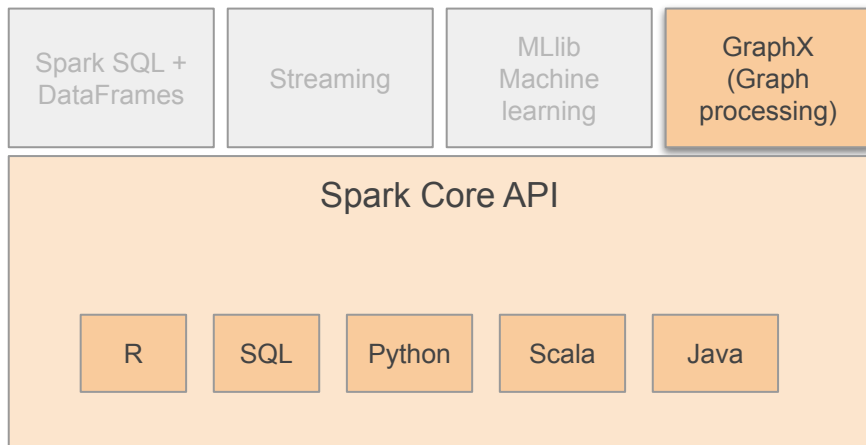 Spark SQL +
DataFrames
Streaming
MLlib
Machine
learning
GraphX
(Graph
processing)
Spark Core API
R
SQL
Python
Scala
Java